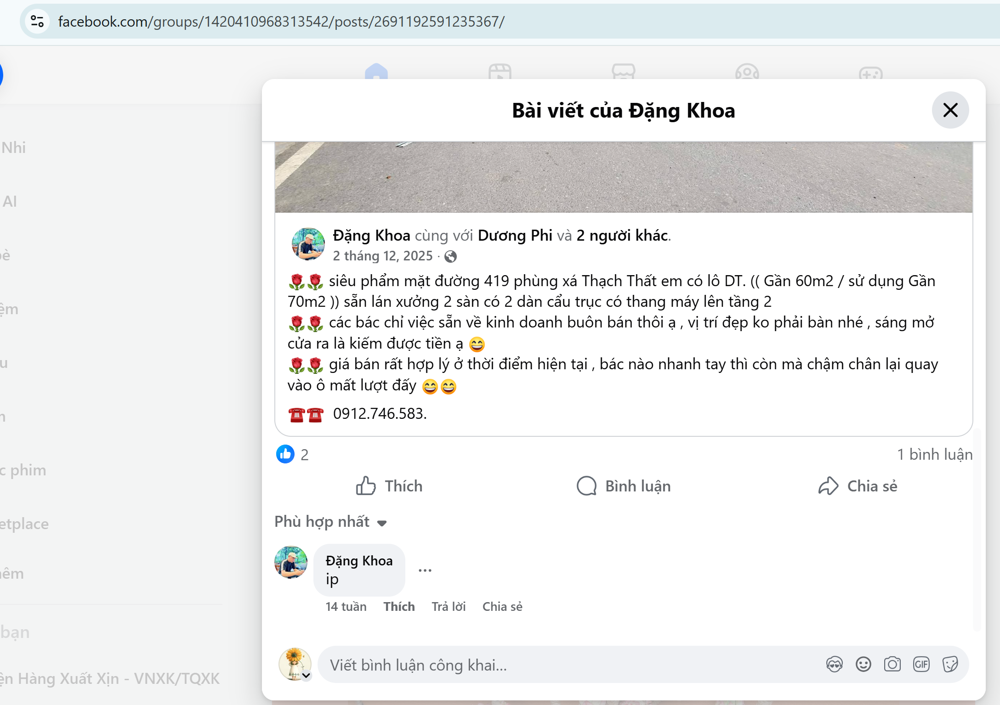 facebook.com/groups/1420410968313542/posts/2691192591235367/
Bài viết của Đặng Khoa
Nhi
AI
bè
ệm
u
n
c phim
etplace
hêm
bạn
ện Hàng Xuất Xịn - VNXK/TQXK
Đặng Khoa cùng với Dương Phi và 2 người khác.
2 tháng 12, 2025 ·
🌹🌹 siêu phẩm mặt đường 419 phùng xá Thạch Thất em có lô DT. (( Gần 60m2 / sử dụng Gần
70m2 )) sẵn lán xưởng 2 sàn có 2 dàn cẩu trục có thang máy lên tầng 2
🌹🌹 các bác chỉ việc sẵn về kinh doanh buôn bán thôi ạ , vị trí đẹp ko phải bàn nhé , sáng mở
cửa ra là kiếm được tiền ạ 😄
🌹🌹 giá bán rất hợp lý ở thời điểm hiện tại , bác nào nhanh tay thì còn mà chậm chân lại quay
vào ô mất lượt đấy 😄😄
☎️☎️ 0912.746.583.
2
1 bình luận
Thích
Bình luận
Chia sẻ
Phù hợp nhất
Đặng Khoa
ip
14 tuần Thích Trả lời Chia sẻ
Viết bình luận công khai...
GIF